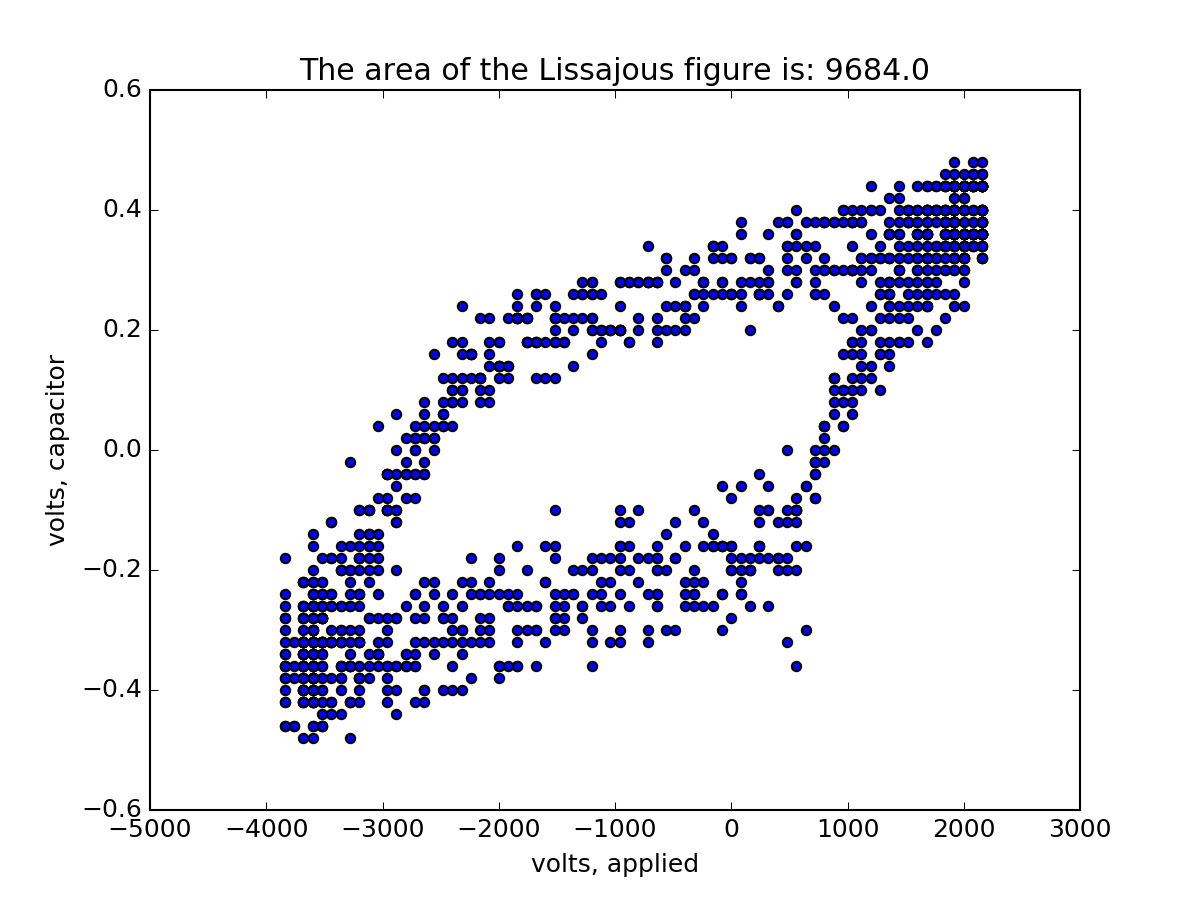 The area of the Lissajous figure is: 9684.0
0.6
0.4
0.2
0.0
−0.2
−0.4
−0.6
−5000 −4000 −3000 −2000 −1000 0 1000 2000 3000
volts, applied
volts, capacitor